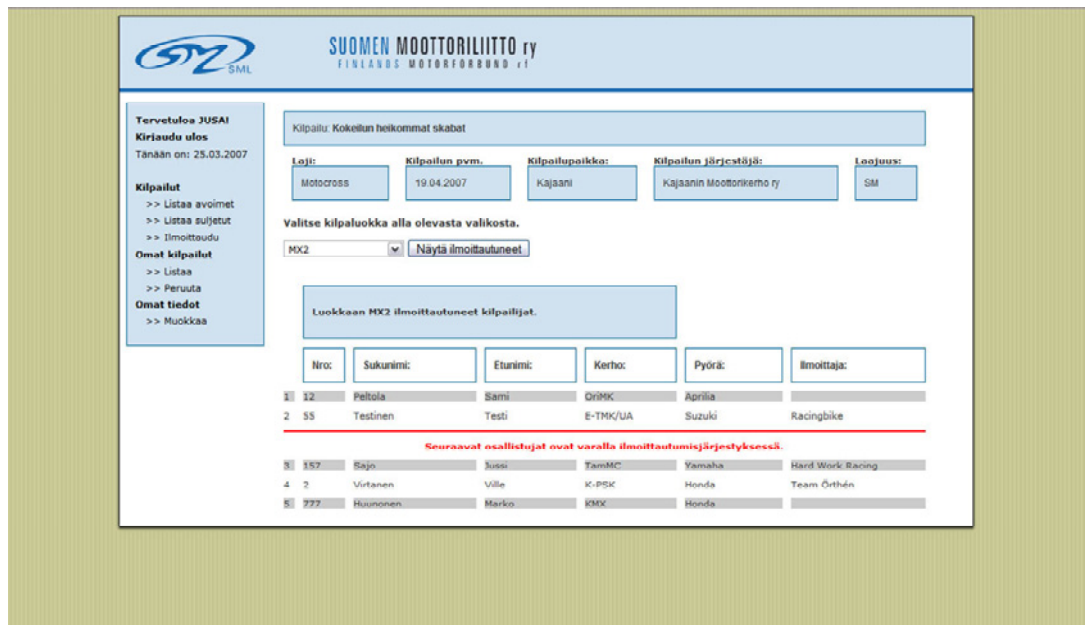 SML
SUOMEN MOOTTORILIITTO ry
FINLANDS MOTORFÖRBUND rf
Tervetuloa JUSAI
Kirjaudu ulos
Tänään on: 25.03.2007
Kilpailut
>> Listaa avoimet
>> Listaa suljetut
>> Ilmoittaudu
Omat kilpailut
>> Listaa
>> Peruuta
Omat tiedot
>> Muokkaa
Kilpailu: Kokeilun heikommat skabat
Laji: Kilpailun pvm. Kilpailupaikka: Kilpailun järjestäjä: Laajuus:
Motocross 19.04.2007 Kajaani Kajaanin Moottorikerho ry SM
Valitse kilpaluokka alla olevasta valikosta.
MX2 Näytä ilmoittautuneet
Luokkaan MX2 ilmoittautuneet kilpailijat.
Nro: Sukunimi: Etunimi: Kerho: Pyörä: Ilmoittaja:
1 12 Peltola Sami OriMK Aprilia
2 55 Testinen Testi E-TMK/UA Suzuki Racingbike
Seuraavat osallistujat ovat varalla ilmoittautumisjärjestyksessä.
3 157 Sajo Jussi TamMC Yamaha Hard Work Racing
4 2 Virtanen Ville K-PSK Honda Team Örthén
5 777 Huunonen Marko KMX Honda